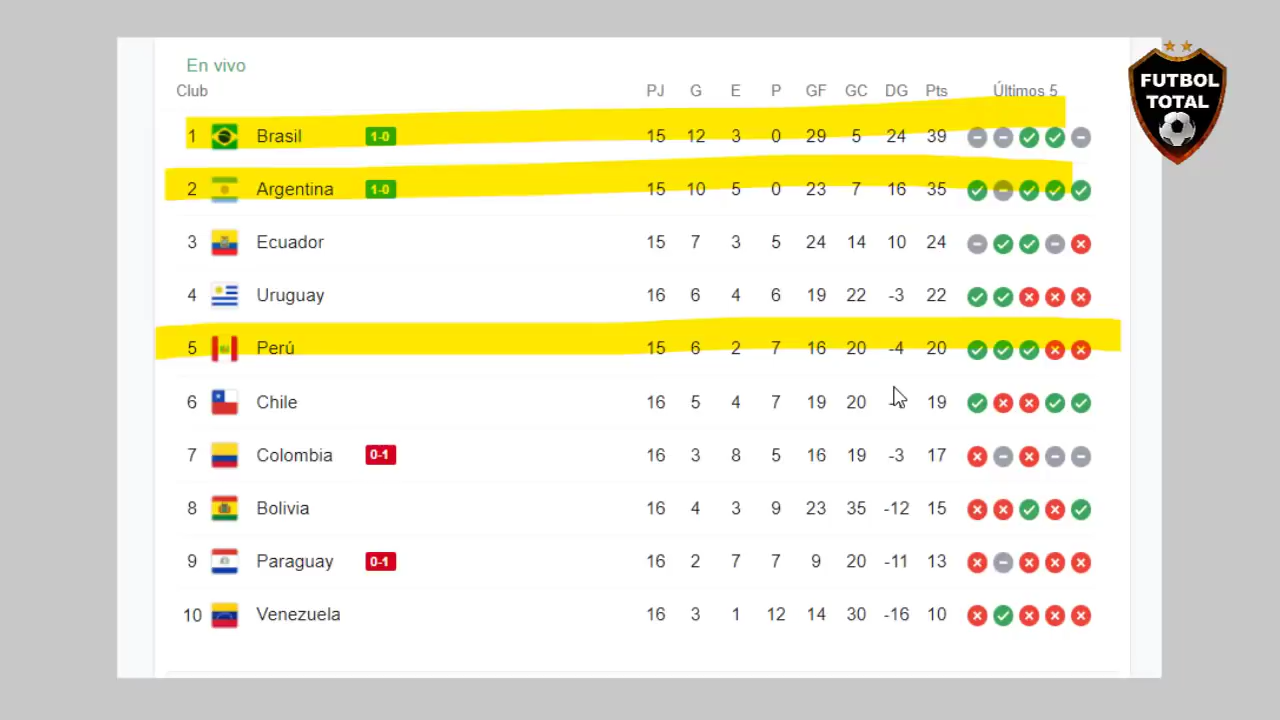 En vivo
Club PJ G E P GF GC DG Pts Últimos 5
1 Brasil 1-0 15 12 3 0 29 5 24 39
2 Argentina 1-0 15 10 5 0 23 7 16 35
3 Ecuador 15 7 3 5 24 14 10 24
4 Uruguay 16 6 4 6 19 22 -3 22
5 Perú 15 6 2 7 16 20 -4 20
6 Chile 16 5 4 7 19 20 19
7 Colombia 0-1 16 3 8 5 16 19 -3 17
8 Bolivia 16 4 3 9 23 35 -12 15
9 Paraguay 0-1 16 2 7 7 9 20 -11 13
10 Venezuela 16 3 1 12 14 30 -16 10
FUTBOL
TOTAL